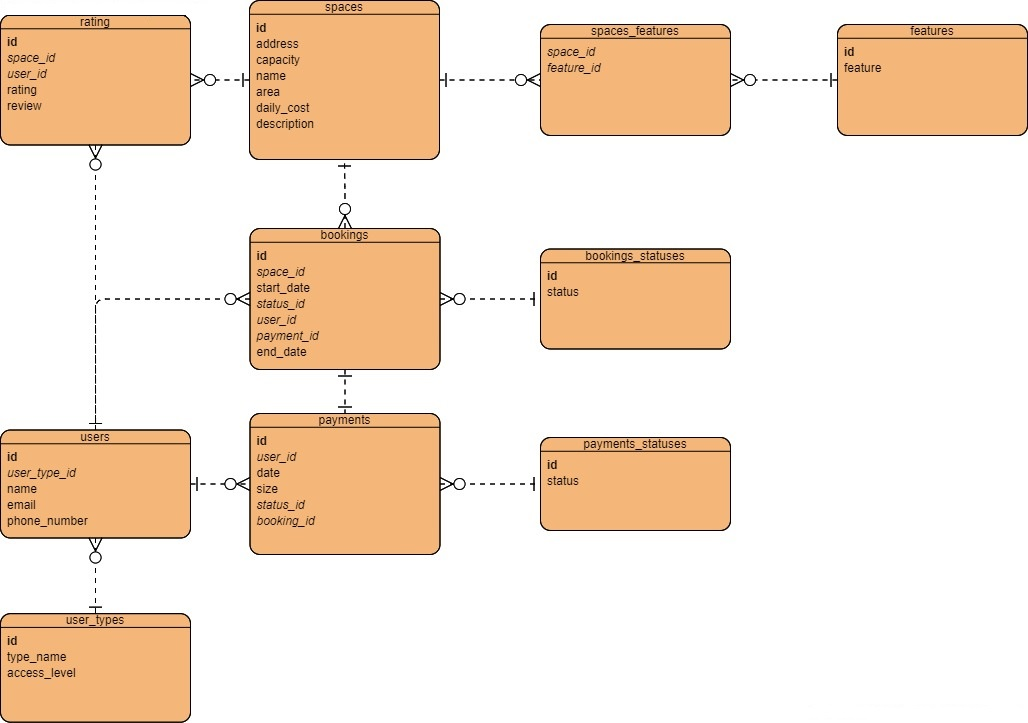 rating
id
space_id
user_id
rating
review
spaces
id
address
capacity
name
area
daily_cost
description
spaces_features
space_id
feature_id
features
id
feature
bookings
id
space_id
start_date
status_id
user_id
payment_id
end_date
bookings_statuses
id
status
users
id
user_type_id
name
email
phone_number
payments
id
user_id
date
size
status_id
booking_id
payments_statuses
id
status
user_types
id
type_name
access_level